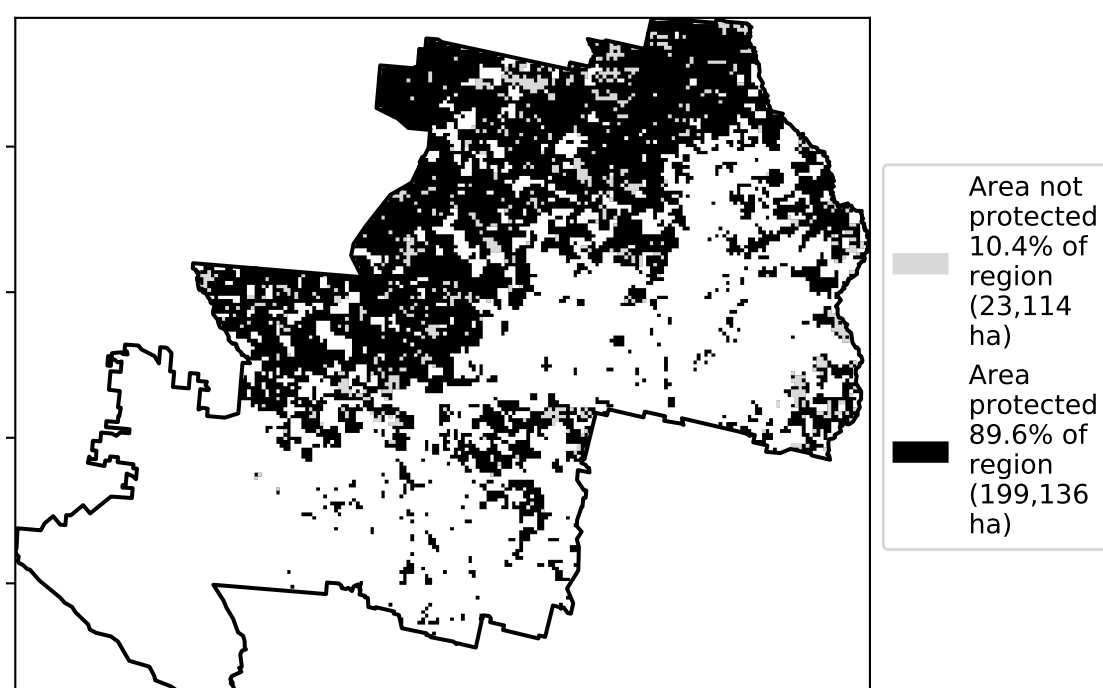 Area not
protected
10.4% of
region
(23,114
ha)
Area
protected
89.6% of
region
(199,136
ha)